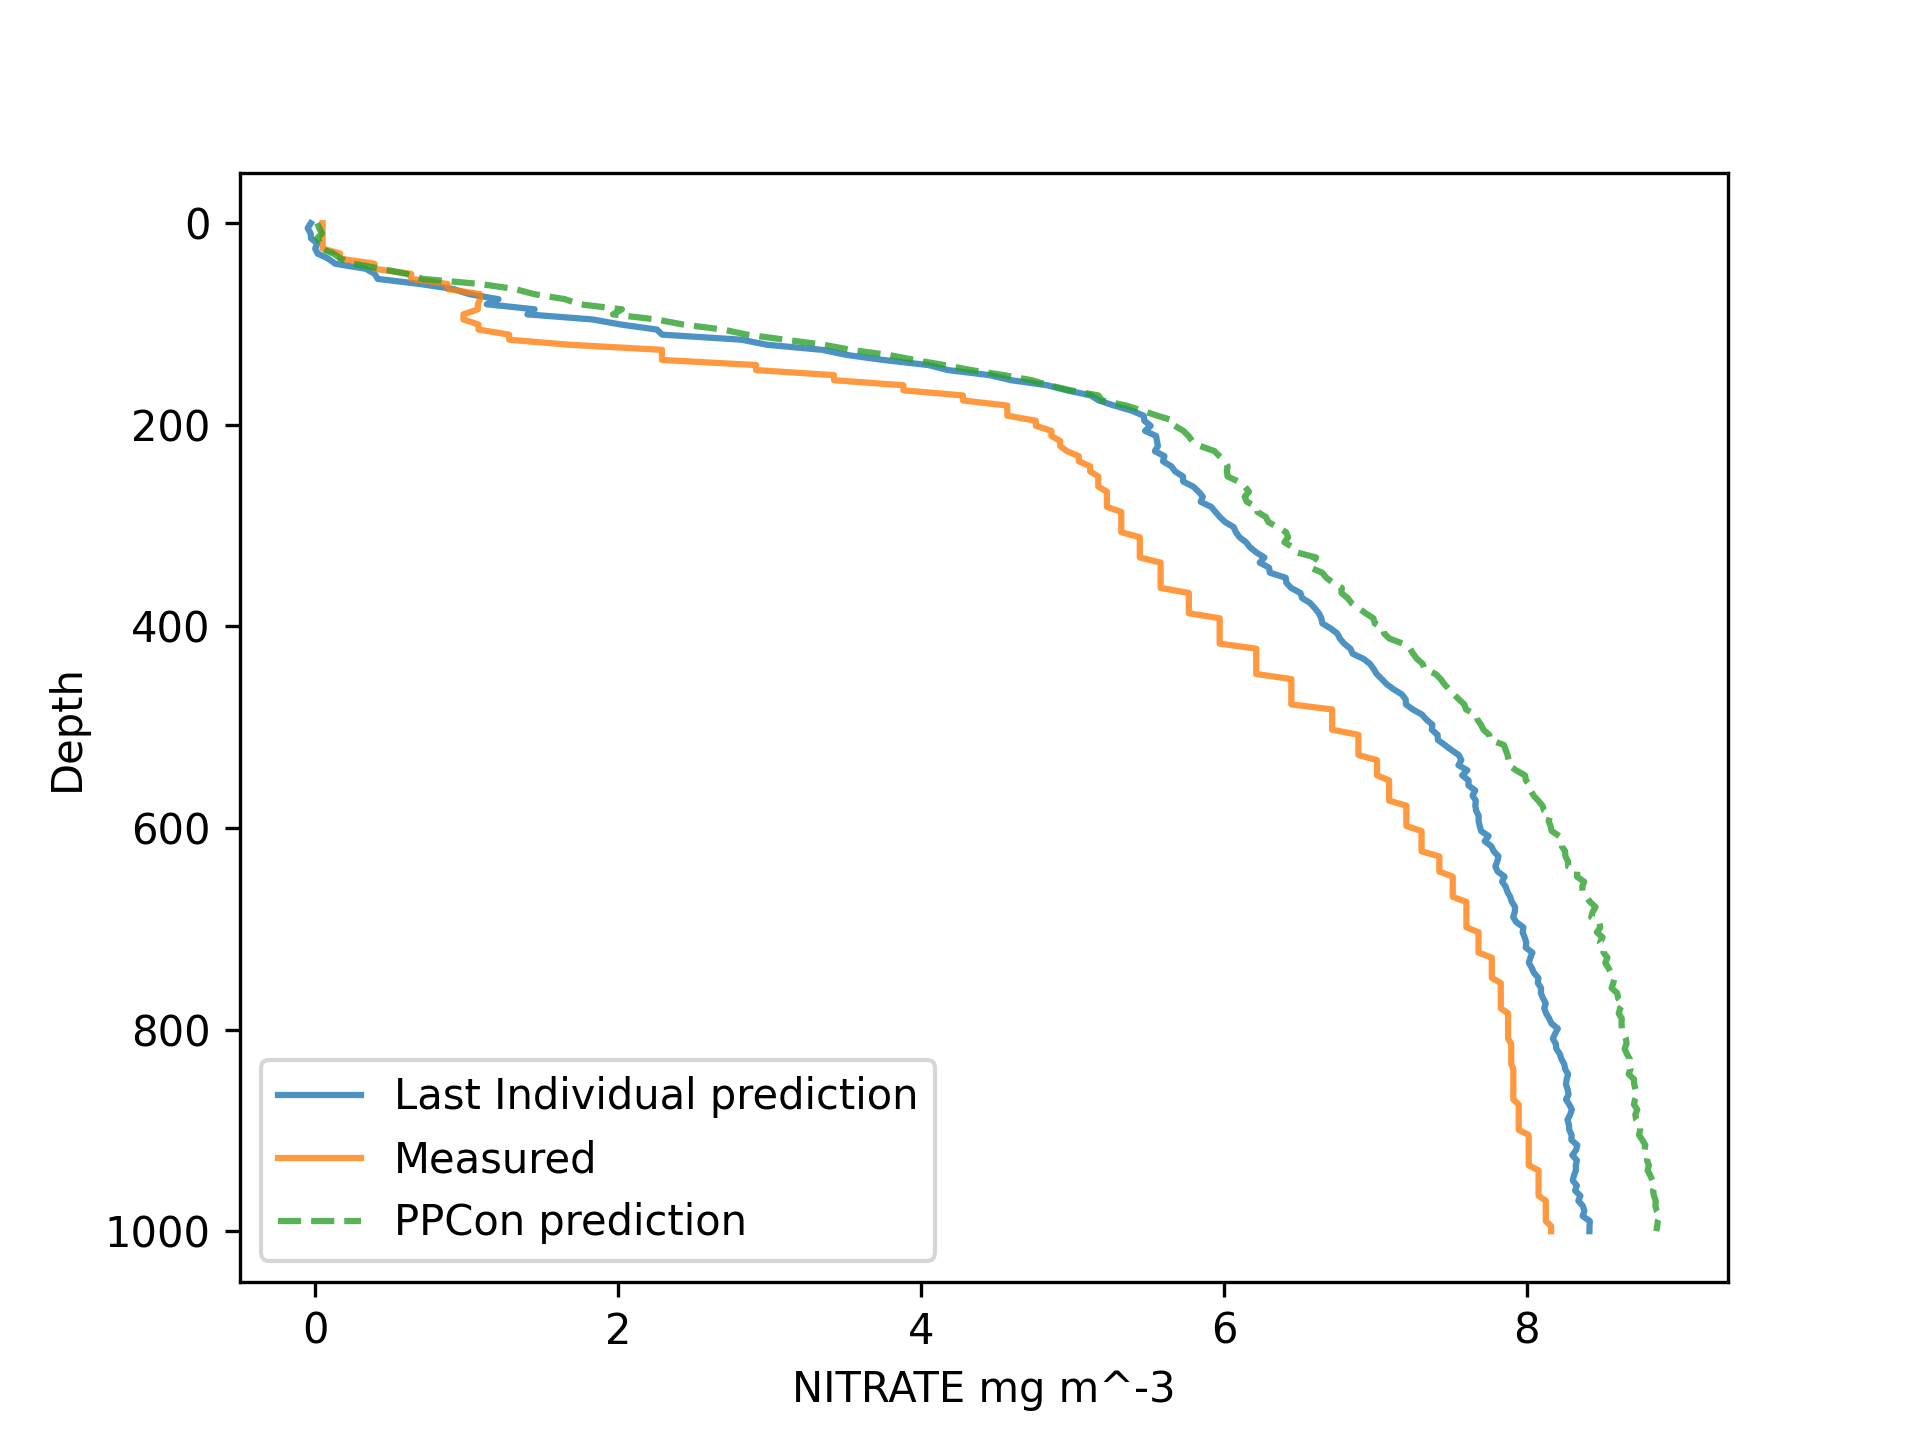 0
200
400
600
800
1000
Depth
Last Individual prediction
Measured
PPCon prediction
0 2 4 6 8
NITRATE mg m^-3